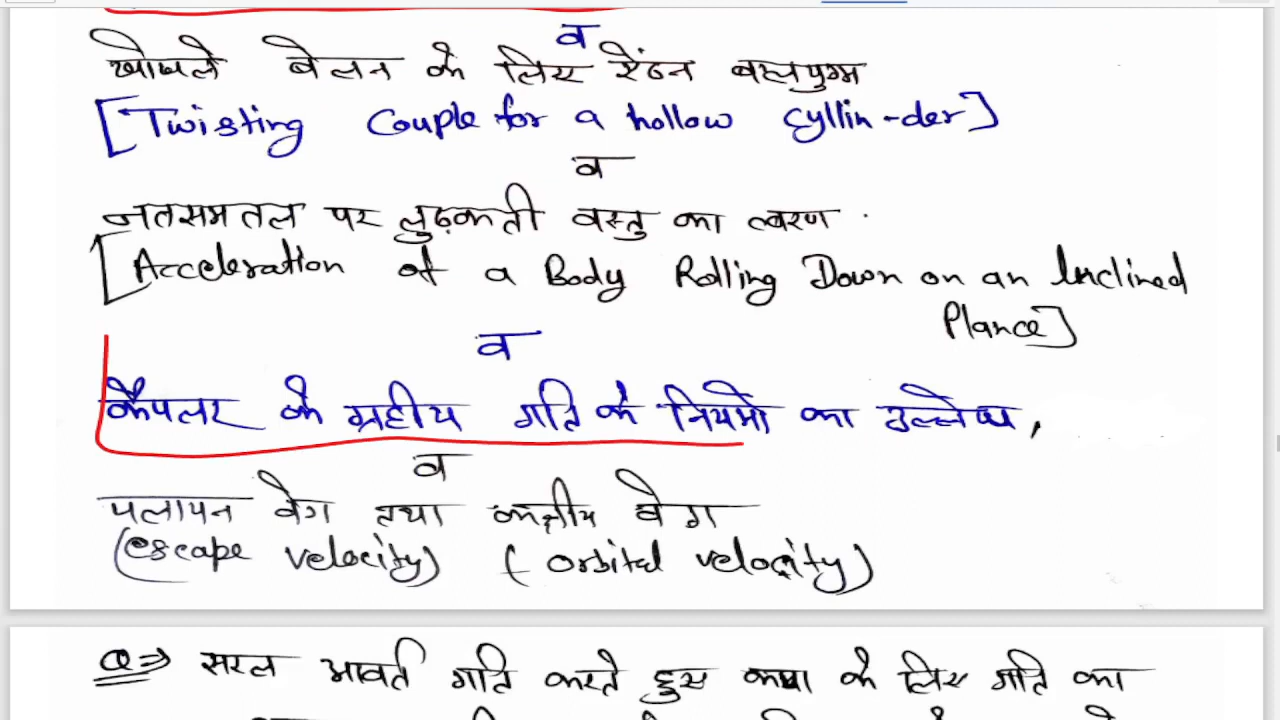 व
खोखले बेलन के लिए ऐंठन बलयुग्म
[Twisting Couple for a hollow Cyllin-der]
व
नतसमतल पर लुढ़कती वस्तु का त्वरण
[Acceleration of a Body Rolling Down on an Inclined
Plance]
व
कैपलर के ग्रहीय गति के नियमो का उल्लेख,
व
पलायन वेग तथा कक्षीय वेग
(escape velocity) (orbital velocity)
Q⇒ सरल आवर्त गति करते हुए कण के लिए गति का